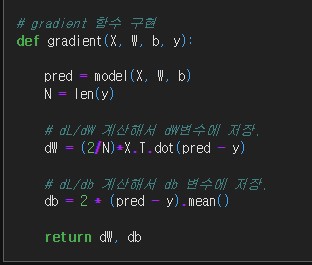 # gradient 함수 구현
def gradient(X, W, b, y):
pred = model(X, W, b)
N = len(y)
# dL/dW 계산해서 dW변수에 저장.
dW = (2/N)*X.T.dot(pred - y)
# dL/db 계산해서 db 변수에 저장.
db = 2 * (pred - y).mean()
return dW, db